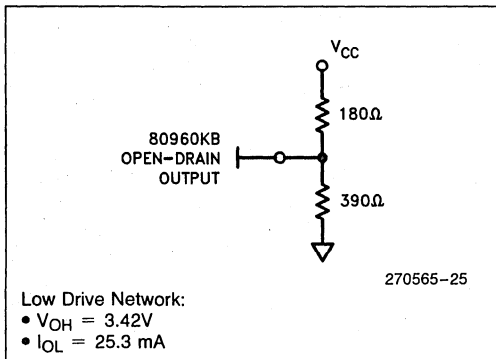 VCC
180Ω
80960KB
OPEN-DRAIN
OUTPUT
390Ω
270565-25
Low Drive Network:
• VOH = 3.42V
• IOL = 25.3 mA